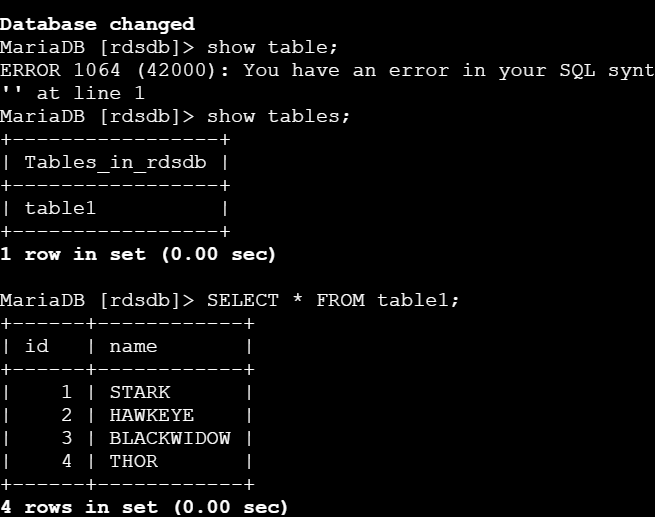 Database changed
MariaDB [rdsdb]> show table;
ERROR 1064 (42000): You have an error in your SQL synt
'' at line 1
MariaDB [rdsdb]> show tables;
+-----------------+
| Tables_in_rdsdb |
+-----------------+
| table1          |
+-----------------+
1 row in set (0.00 sec)

MariaDB [rdsdb]> SELECT * FROM table1;
+------+------------+
| id   | name       |
+------+------------+
|    1 | STARK      |
|    2 | HAWKEYE    |
|    3 | BLACKWIDOW |
|    4 | THOR       |
+------+------------+
4 rows in set (0.00 sec)